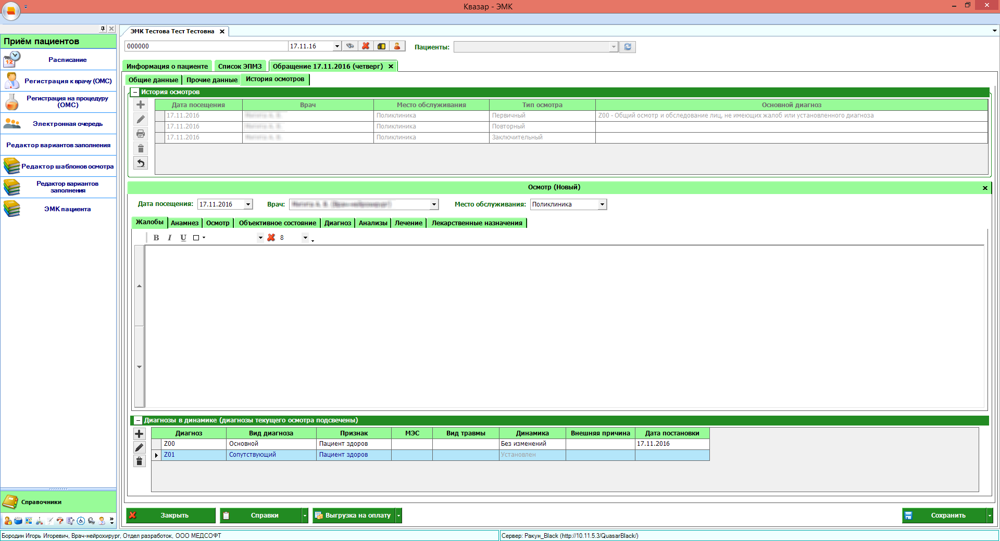 Квазар - ЭМК
ЭМК Тестова Тест Тестовна
Приём пациентов
Расписание
Регистрация к врачу (ОМС)
Регистрация на процедуру
(ОМС)
Электронная очередь
Редактор вариантов заполнения
Редактор шаблонов осмотра
Редактор вариантов
заполнения
ЭМК пациента
Справочники
000000 17.11.16 Пациенты:
Информация о пациенте Список ЭПМЗ Обращение 17.11.2016 (четверг)
Общие данные Прочие данные История осмотров
История осмотров
Дата посещения Врач Место обслуживания Тип осмотра Основной диагноз
17.11.2016 Поликлиника Первичный Z00 - Общий осмотр и обследование лиц, не имеющих жалоб или установленного диагноза
17.11.2016 Поликлиника Повторный
17.11.2016 Поликлиника Заключительный
Осмотр (Новый)
Дата посещения: 17.11.2016 Врач: Место обслуживания: Поликлиника
Жалобы Анамнез Осмотр Объективное состояние Диагноз Анализы Лечение Лекарственные назначения
B I U 8
Диагнозы в динамике (диагнозы текущего осмотра подсвечены)
Диагноз Вид диагноза Признак МЭС Вид травмы Динамика Внешняя причина Дата постановки
Z00 Основной Пациент здоров Без изменений 17.11.2016
Z01 Сопутствующий Пациент здоров Установлен
Закрыть Справки Выгрузка на оплату Сохранить
Бородин Игорь Игоревич, Врач-нейрохирург, Отдел разработок, ООО МЕДСОФТ Сервер: Ракун_Black (http://10.11.5.3/QuasarBlack/)